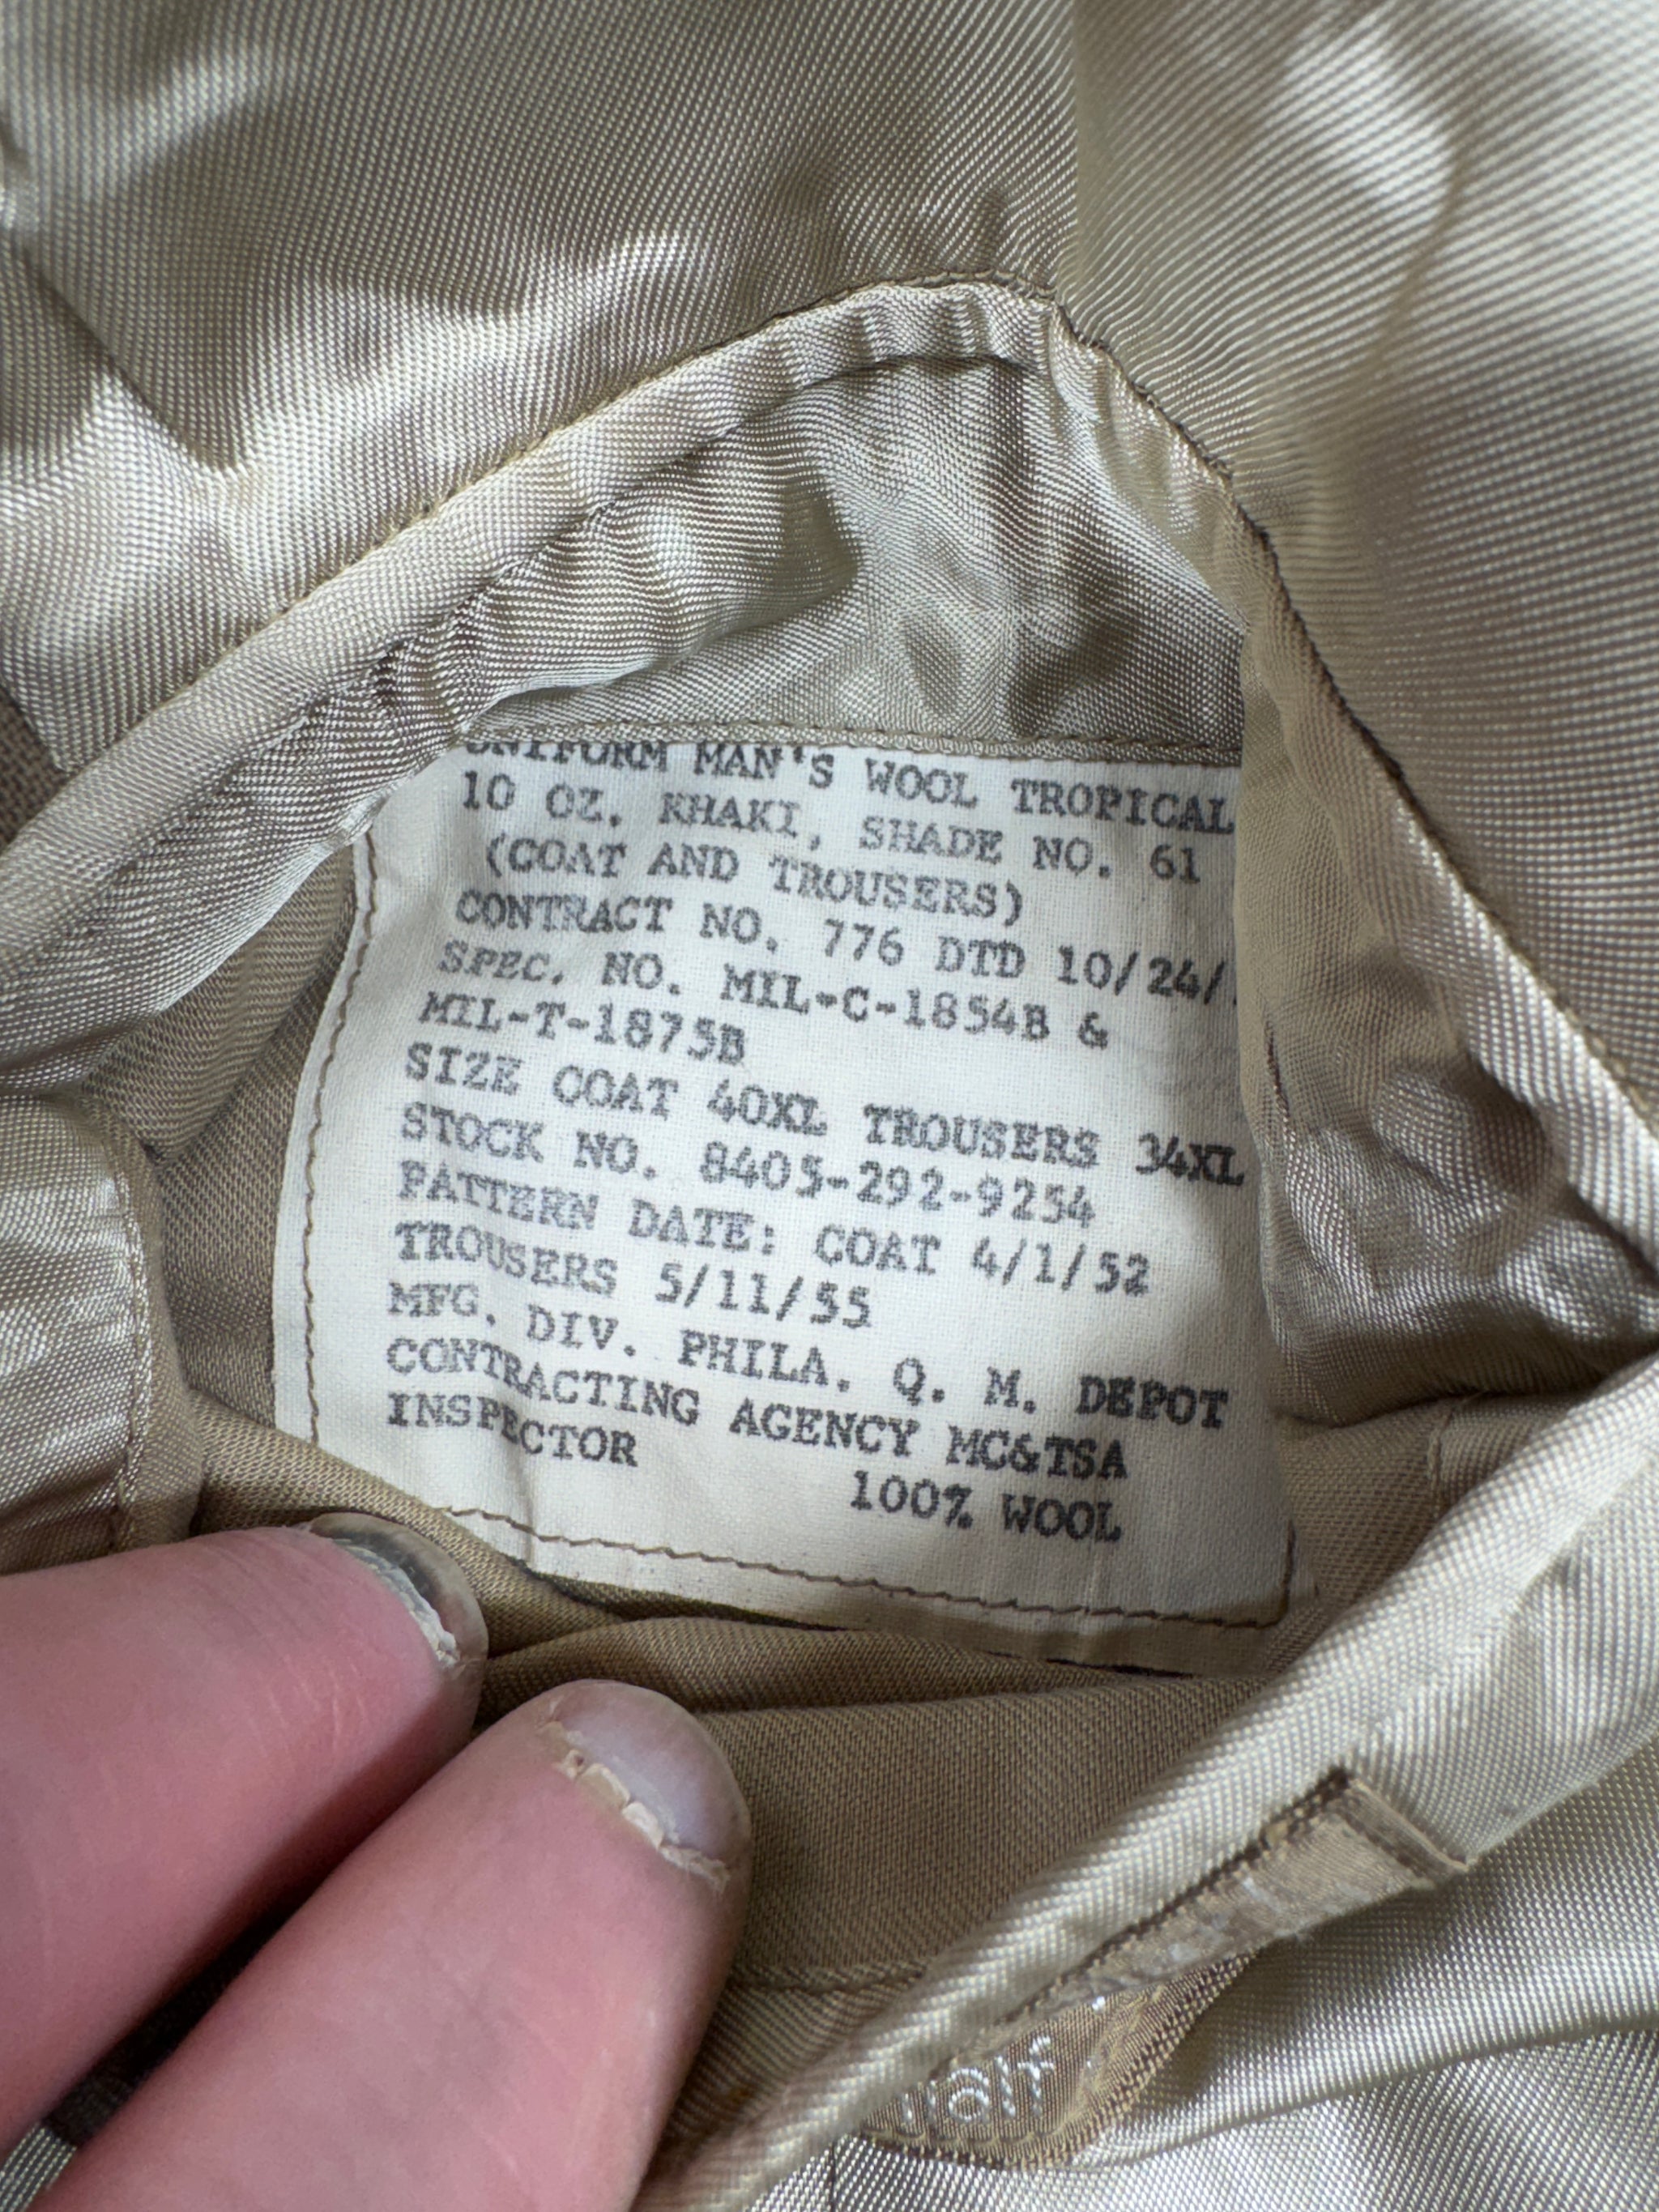 UNIFORM MAN'S WOOL TROPICAL
10 OZ. KHAKI, SHADE NO. 61
(COAT AND TROUSERS)
CONTRACT NO. 776 DTD 10/24/
SPEC. NO. MIL-C-1854B &
MIL-T-1875B
SIZE COAT 40XL TROUSERS 34XL
STOCK NO. 8405-292-9254
PATTERN DATE: COAT 4/1/52
TROUSERS 5/11/55
MFG. DIV. PHILA. Q. M. DEPOT
CONTRACTING AGENCY MC&TSA
INSPECTOR
100% WOOL